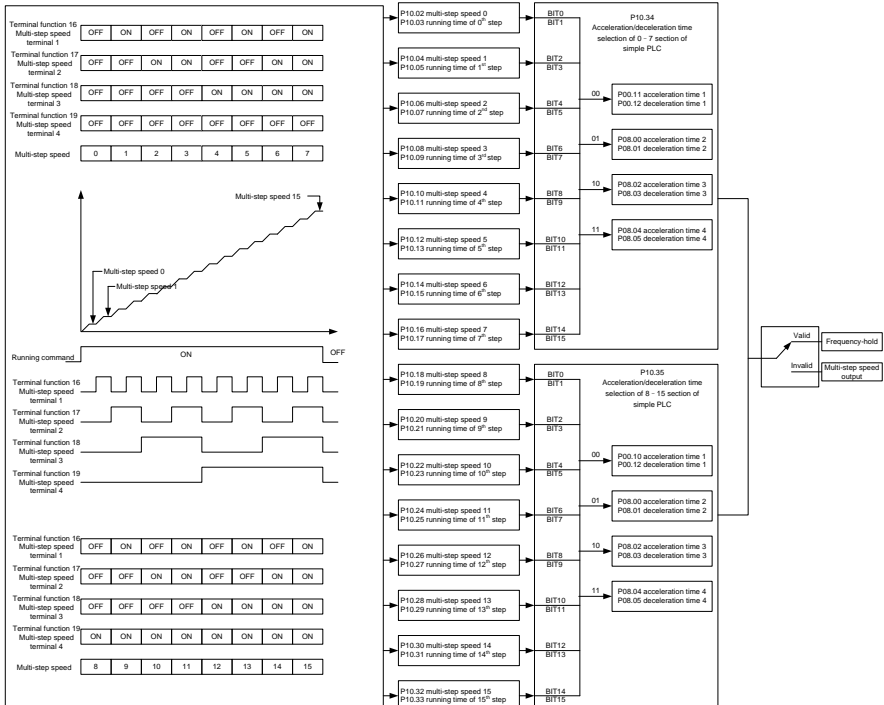 Terminal function 16
Multi-step speed
terminal 1
OFF ON OFF ON OFF ON OFF ON
Terminal function 17
Multi-step speed
terminal 2
OFF OFF ON ON OFF OFF ON ON
Terminal function 18
Multi-step speed
terminal 3
OFF OFF OFF OFF ON ON ON ON
Terminal function 19
Multi-step speed
terminal 4
OFF OFF OFF OFF OFF OFF OFF OFF
Multi-step speed
0 1 2 3 4 5 6 7
Multi-step speed 15
Multi-step speed 0
Multi-step speed 1
Running command
ON
OFF
Terminal function 16
Multi-step speed
terminal 1
Terminal function 17
Multi-step speed
terminal 2
Terminal function 18
Multi-step speed
terminal 3
Terminal function 19
Multi-step speed
terminal 4
Terminal function 16
Multi-step speed
terminal 1
OFF ON OFF ON OFF ON OFF ON
Terminal function 17
Multi-step speed
terminal 2
OFF OFF ON ON OFF OFF ON ON
Terminal function 18
Multi-step speed
terminal 3
OFF OFF OFF OFF ON ON ON ON
Terminal function 19
Multi-step speed
terminal 4
ON ON ON ON ON ON ON ON
Multi-step speed
8 9 10 11 12 13 14 15
P10.02 multi-step speed 0
P10.03 running time of 0th step
P10.04 multi-step speed 1
P10.05 running time of 1st step
P10.06 multi-step speed 2
P10.07 running time of 2nd step
P10.08 multi-step speed 3
P10.09 running time of 3rd step
P10.10 multi-step speed 4
P10.11 running time of 4th step
P10.12 multi-step speed 5
P10.13 running time of 5th step
P10.14 multi-step speed 6
P10.15 running time of 6th step
P10.16 multi-step speed 7
P10.17 running time of 7th step
P10.18 multi-step speed 8
P10.19 running time of 8th step
P10.20 multi-step speed 9
P10.21 running time of 9th step
P10.22 multi-step speed 10
P10.23 running time of 10th step
P10.24 multi-step speed 11
P10.25 running time of 11th step
P10.26 multi-step speed 12
P10.27 running time of 12th step
P10.28 multi-step speed 13
P10.29 running time of 13th step
P10.30 multi-step speed 14
P10.31 running time of 14th step
P10.32 multi-step speed 15
P10.33 running time of 15th step
BIT0
BIT1
BIT2
BIT3
BIT4
BIT5
BIT6
BIT7
BIT8
BIT9
BIT10
BIT11
BIT12
BIT13
BIT14
BIT15
P10.34
Acceleration/deceleration time
selection of 0 - 7 section of
simple PLC
00
P00.11 acceleration time 1
P00.12 deceleration time 1
01
P08.00 acceleration time 2
P08.01 deceleration time 2
10
P08.02 acceleration time 3
P08.03 deceleration time 3
11
P08.04 acceleration time 4
P08.05 deceleration time 4
BIT0
BIT1
BIT2
BIT3
BIT4
BIT5
BIT6
BIT7
BIT8
BIT9
BIT10
BIT11
BIT12
BIT13
BIT14
BIT15
P10.35
Acceleration/deceleration time
selection of 8 - 15 section of
simple PLC
00
P00.10 acceleration time 1
P00.12 deceleration time 1
01
P08.00 acceleration time 2
P08.01 deceleration time 2
10
P08.02 acceleration time 3
P08.03 deceleration time 3
11
P08.04 acceleration time 4
P08.05 deceleration time 4
Valid
Frequency-hold
Invalid
Multi-step speed
output